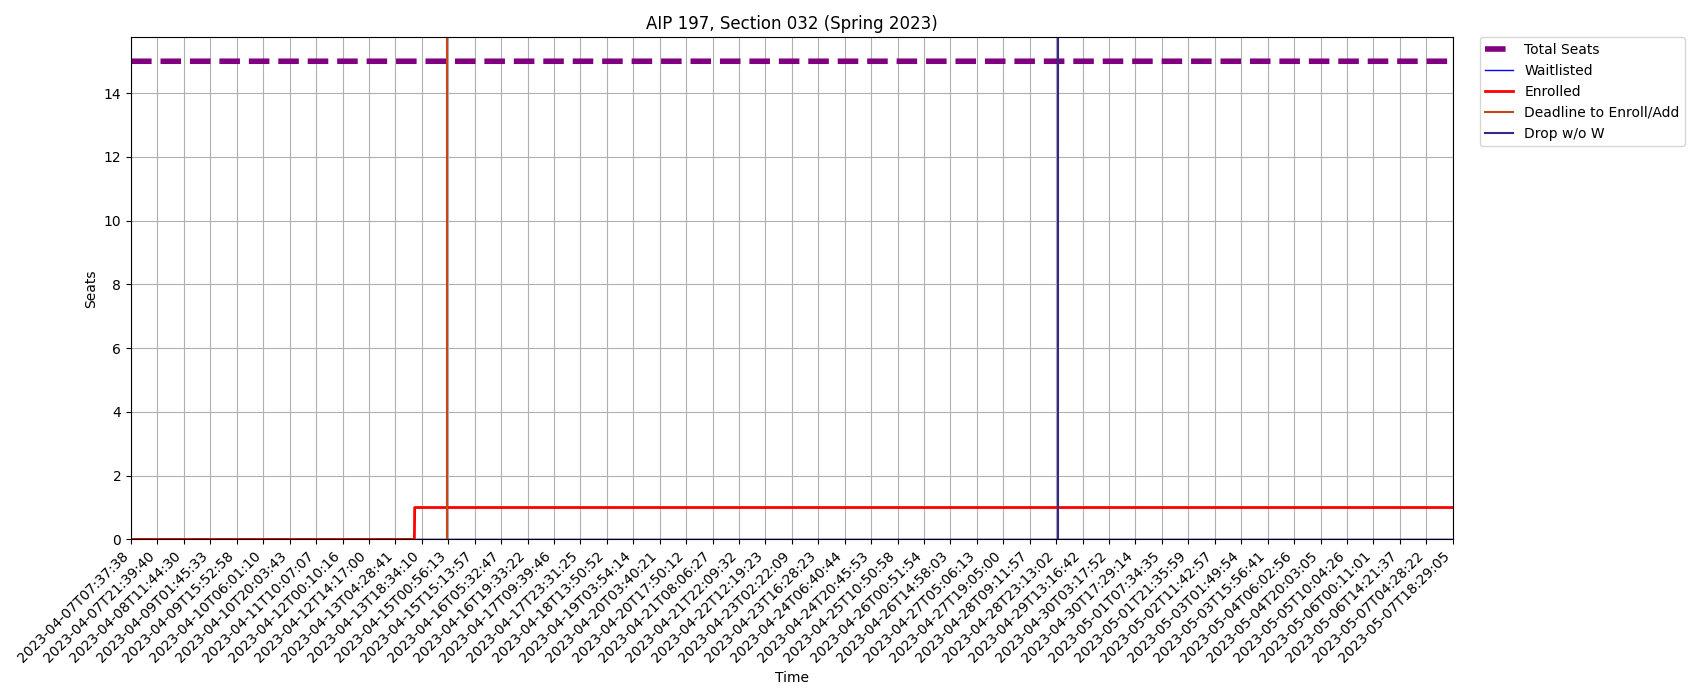 AIP 197, Section 032 (Spring 2023)
Total Seats
Waitlisted
Enrolled
Deadline to Enroll/Add
Drop w/o W
Seats
14
12
10
8
6
4
2
0
2023-04-07T07:37:38
2023-04-07T21:39:40
2023-04-08T11:44:30
2023-04-09T01:45:33
2023-04-09T15:52:58
2023-04-10T06:01:10
2023-04-10T20:03:43
2023-04-11T10:07:07
2023-04-12T00:10:16
2023-04-12T14:17:00
2023-04-13T04:28:41
2023-04-13T18:34:10
2023-04-15T00:56:13
2023-04-15T15:13:57
2023-04-16T05:32:47
2023-04-16T19:33:22
2023-04-17T09:39:46
2023-04-17T23:31:25
2023-04-18T13:50:52
2023-04-19T03:54:14
2023-04-20T03:40:21
2023-04-20T17:50:12
2023-04-21T08:06:27
2023-04-21T22:09:32
2023-04-22T12:19:23
2023-04-23T02:22:09
2023-04-23T16:28:23
2023-04-24T06:40:44
2023-04-24T20:45:53
2023-04-25T10:50:58
2023-04-26T00:51:54
2023-04-26T14:58:03
2023-04-27T05:06:13
2023-04-27T19:05:00
2023-04-28T09:11:57
2023-04-28T23:13:02
2023-04-29T13:16:42
2023-04-30T03:17:52
2023-04-30T17:29:14
2023-05-01T07:34:35
2023-05-01T21:35:59
2023-05-02T11:42:57
2023-05-03T01:49:54
2023-05-03T15:56:41
2023-05-04T06:02:56
2023-05-04T20:03:05
2023-05-05T10:04:26
2023-05-06T00:11:01
2023-05-06T14:21:37
2023-05-07T04:28:22
2023-05-07T18:29:05
Time